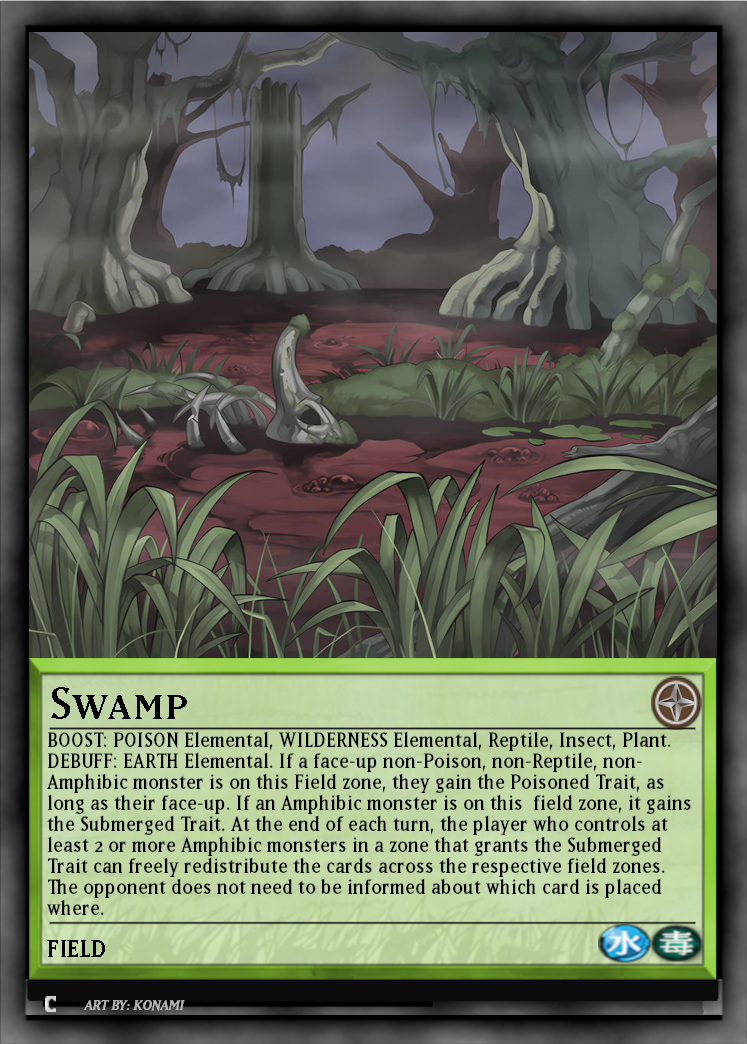 Swamp
BOOST: POISON Elemental, WILDERNESS Elemental, Reptile, Insect, Plant.
DEBUFF: EARTH Elemental. If a face-up non-Poison, non-Reptile, non-
Amphibic monster is on this Field zone, they gain the Poisoned Trait, as
long as their face-up. If an Amphibic monster is on this field zone, it gains
the Submerged Trait. At the end of each turn, the player who controls at
least 2 or more Amphibic monsters in a zone that grants the Submerged
Trait can freely redistribute the cards across the respective field zones.
The opponent does not need to be informed about which card is placed
where.
FIELD
水 毒
C ART BY: KONAMI